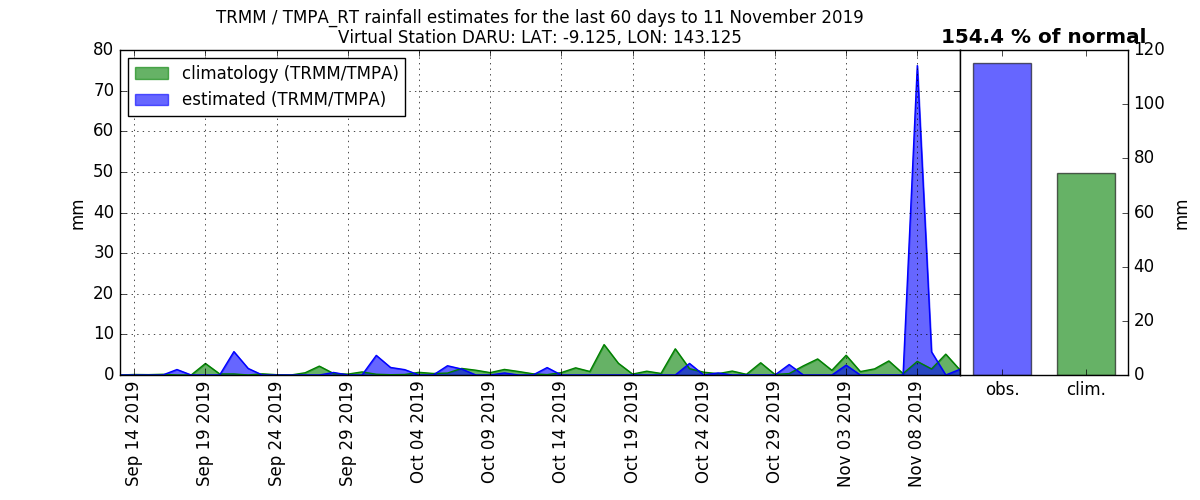 TRMM / TMPA_RT rainfall estimates for the last 60 days to 11 November 2019
Virtual Station DARU: LAT: -9.125, LON: 143.125
154.4 % of normal
climatology (TRMM/TMPA)
estimated (TRMM/TMPA)
mm
80
70
60
50
40
30
20
10
0
Sep 14 2019
Sep 19 2019
Sep 24 2019
Sep 29 2019
Oct 04 2019
Oct 09 2019
Oct 14 2019
Oct 19 2019
Oct 24 2019
Oct 29 2019
Nov 03 2019
Nov 08 2019
obs.
clim.
120
100
80
60
40
20
0
mm